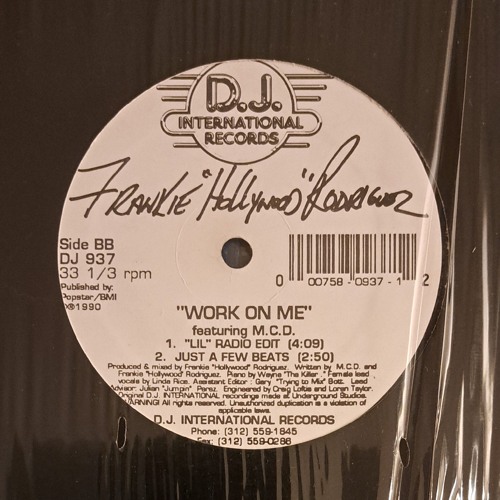 D.J.
INTERNATIONAL
RECORDS
FRANKIE "HOLLYWOOD" RODRIGUEZ
Side BB
DJ 937
33 1/3 rpm
Published by:
Popstar/BMI
℗©1990
0 00758 - 0937 - 1 2
"WORK ON ME"
featuring M.C.D.
1. "LIL" RADIO EDIT (4:09)
2. JUST A FEW BEATS (2:50)
Produced & mixed by Frankie "Hollywood" Rodriguez. Written by M.C.D. and
Frankie "Hollywood" Rodriguez. Piano by Wayne "The Killer". Female lead
vocals by Linda Rice. Assistant Editor : Gary "Trying to Mix" Bott. Lead
Advisor: Julian "Jumpin" Perez. Engineered by Craig Loftis and Loren Taylor.
Original D.J. INTERNATIONAL recordings made at Underground Studios.
WARNING! All rights reserved. Unauthorized duplication is a violation of
applicable laws.
D.J. INTERNATIONAL RECORDS
Phone: (312) 559-1845
Fax: (312) 559-0286